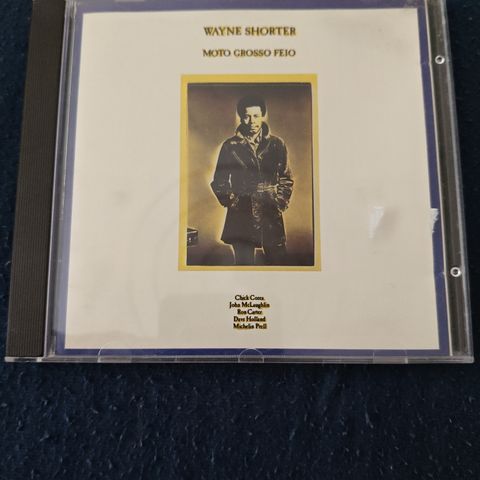 WAYNE SHORTER
MOTO GROSSO FEIO
Chick Corea
John McLaughlin
Ron Carter
Dave Holland
Michelin Prell